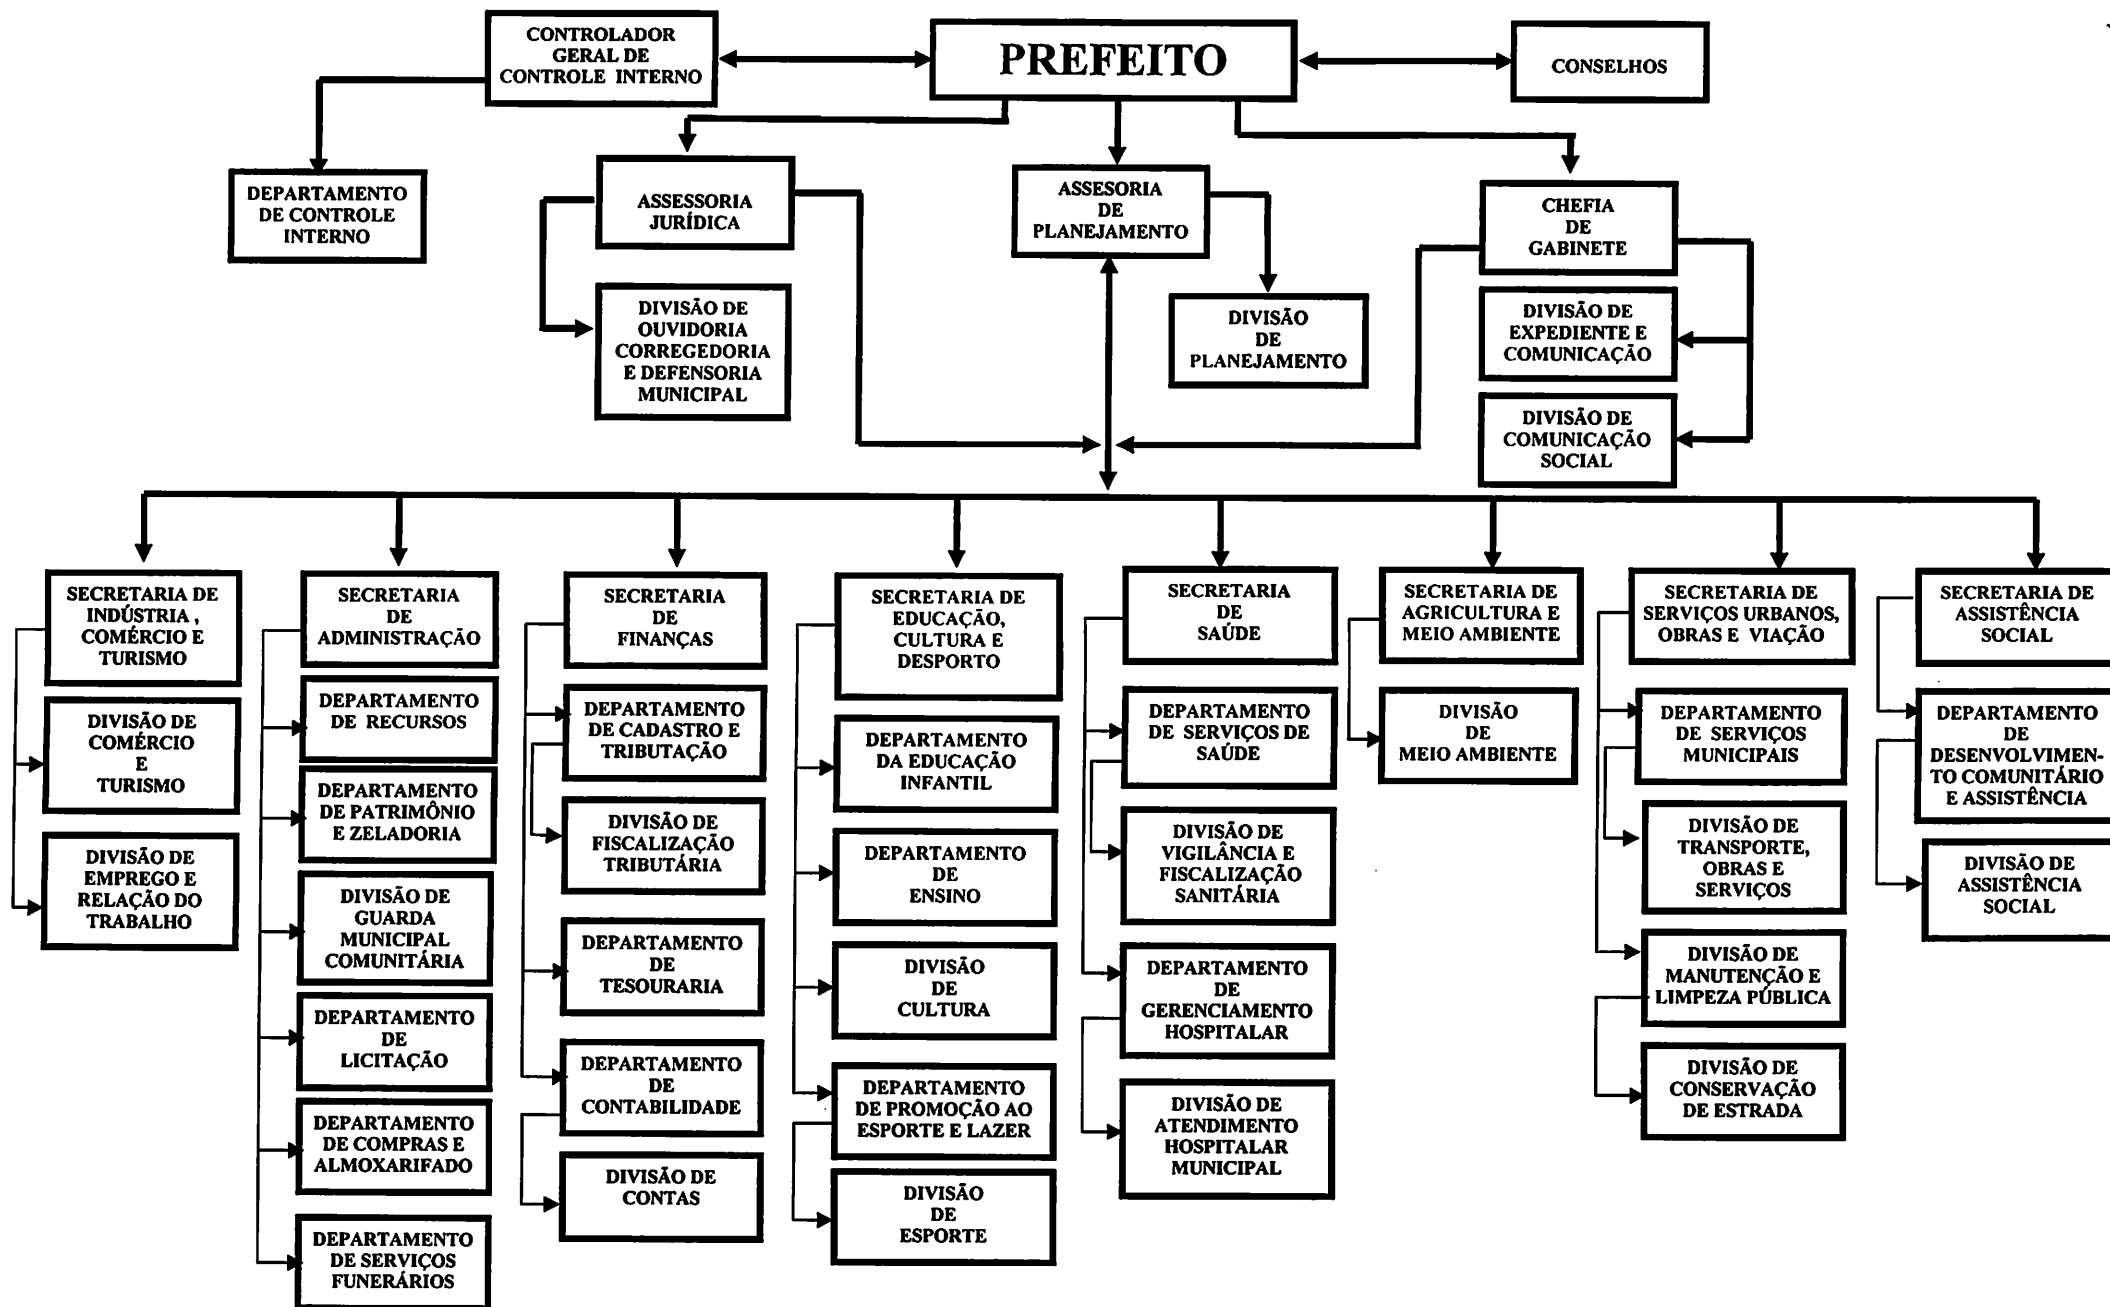 CONTROLADOR
GERAL DE
CONTROLE INTERNO
PREFEITO
CONSELHOS
DEPARTAMENTO
DE CONTROLE
INTERNO
ASSESSORIA
JURÍDICA
ASSESORIA
DE
PLANEJAMENTO
CHEFIA
DE
GABINETE
DIVISÃO DE
OUVIDORIA
CORREGEDORIA
E DEFENSORIA
MUNICIPAL
DIVISÃO
DE
PLANEJAMENTO
DIVISÃO DE
EXPEDIENTE E
COMUNICAÇÃO
DIVISÃO DE
COMUNICAÇÃO
SOCIAL
SECRETARIA DE
INDÚSTRIA ,
COMÉRCIO E
TURISMO
DIVISÃO DE
COMÉRCIO
E
TURISMO
DIVISÃO DE
EMPREGO E
RELAÇÃO DO
TRABALHO
SECRETARIA
DE
ADMINISTRAÇÃO
DEPARTAMENTO
DE RECURSOS
DEPARTAMENTO
DE PATRIMÔNIO
E ZELADORIA
DIVISÃO DE
GUARDA
MUNICIPAL
COMUNITÁRIA
DEPARTAMENTO
DE
LICITAÇÃO
DEPARTAMENTO
DE COMPRAS E
ALMOXARIFADO
DEPARTAMENTO
DE SERVIÇOS
FUNERÁRIOS
SECRETARIA
DE
FINANÇAS
DEPARTAMENTO
DE CADASTRO E
TRIBUTAÇÃO
DIVISÃO DE
FISCALIZAÇÃO
TRIBUTÁRIA
DEPARTAMENTO
DE
TESOURARIA
DEPARTAMENTO
DE
CONTABILIDADE
DIVISÃO DE
CONTAS
SECRETARIA DE
EDUCAÇÃO,
CULTURA E
DESPORTO
DEPARTAMENTO
DA EDUCAÇÃO
INFANTIL
DEPARTAMENTO
DE
ENSINO
DIVISÃO
DE
CULTURA
DEPARTAMENTO
DE PROMOÇÃO AO
ESPORTE E LAZER
DIVISÃO
DE
ESPORTE
SECRETARIA
DE
SAÚDE
DEPARTAMENTO
DE SERVIÇOS DE
SAÚDE
DIVISÃO DE
VIGILÂNCIA E
FISCALIZAÇÃO
SANITÁRIA
DEPARTAMENTO
DE
GERENCIAMENTO
HOSPITALAR
DIVISÃO DE
ATENDIMENTO
HOSPITALAR
MUNICIPAL
SECRETARIA DE
AGRICULTURA E
MEIO AMBIENTE
DIVISÃO
DE
MEIO AMBIENTE
SECRETARIA DE
SERVIÇOS URBANOS,
OBRAS E VIAÇÃO
DEPARTAMENTO
DE SERVIÇOS
MUNICIPAIS
DIVISÃO DE
TRANSPORTE,
OBRAS E
SERVIÇOS
DIVISÃO DE
MANUTENÇÃO E
LIMPEZA PÚBLICA
DIVISÃO DE
CONSERVAÇÃO
DE ESTRADA
SECRETARIA DE
ASSISTÊNCIA
SOCIAL
DEPARTAMENTO
DE
DESENVOLVIMEN-
TO COMUNITÁRIO
E ASSISTÊNCIA
DIVISÃO DE
ASSISTÊNCIA
SOCIAL